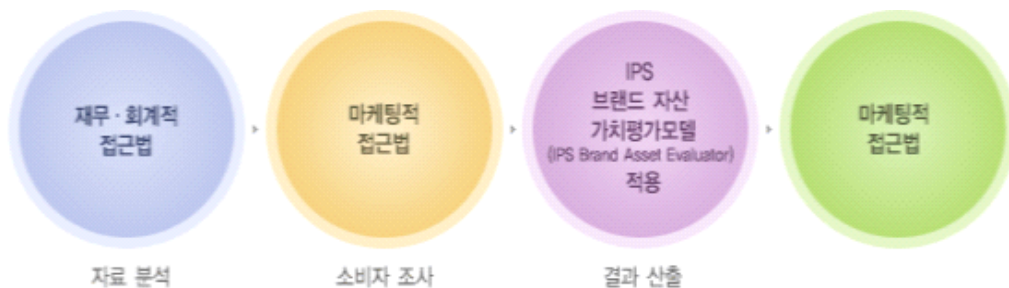 재무·회계적
접근법
마케팅적
접근법
IPS
브랜드 자산
가치평가모델
(IPS Brand Asset Evaluator)
적용
마케팅적
접근법
자료 분석
소비자 조사
결과 산출